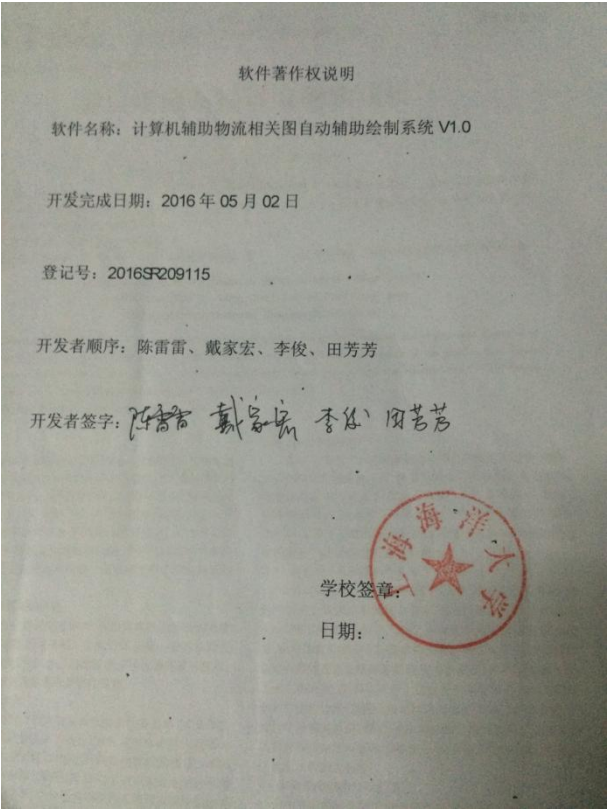 软件著作权说明
软件名称：计算机辅助物流相关图自动辅助绘制系统 V1.0
开发完成日期：2016 年 05 月 02 日
登记号：2016SR209115
开发者顺序：陈雷雷、戴家宏、李俊、田芳芳
开发者签字：陈雷雷 戴家宏 李俊 田芳芳
上海海洋大学
学校签章：
日期：